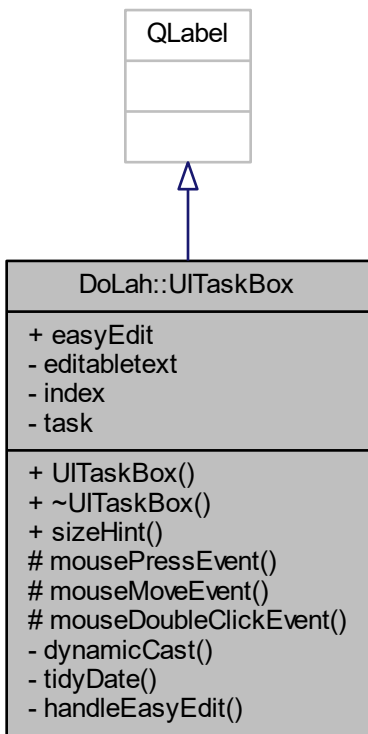 QLabel
DoLah::UITaskBox
+ easyEdit
- editabletext
- index
- task
+ UITaskBox()
+ ~UITaskBox()
+ sizeHint()
# mousePressEvent()
# mouseMoveEvent()
# mouseDoubleClickEvent()
- dynamicCast()
- tidyDate()
- handleEasyEdit()